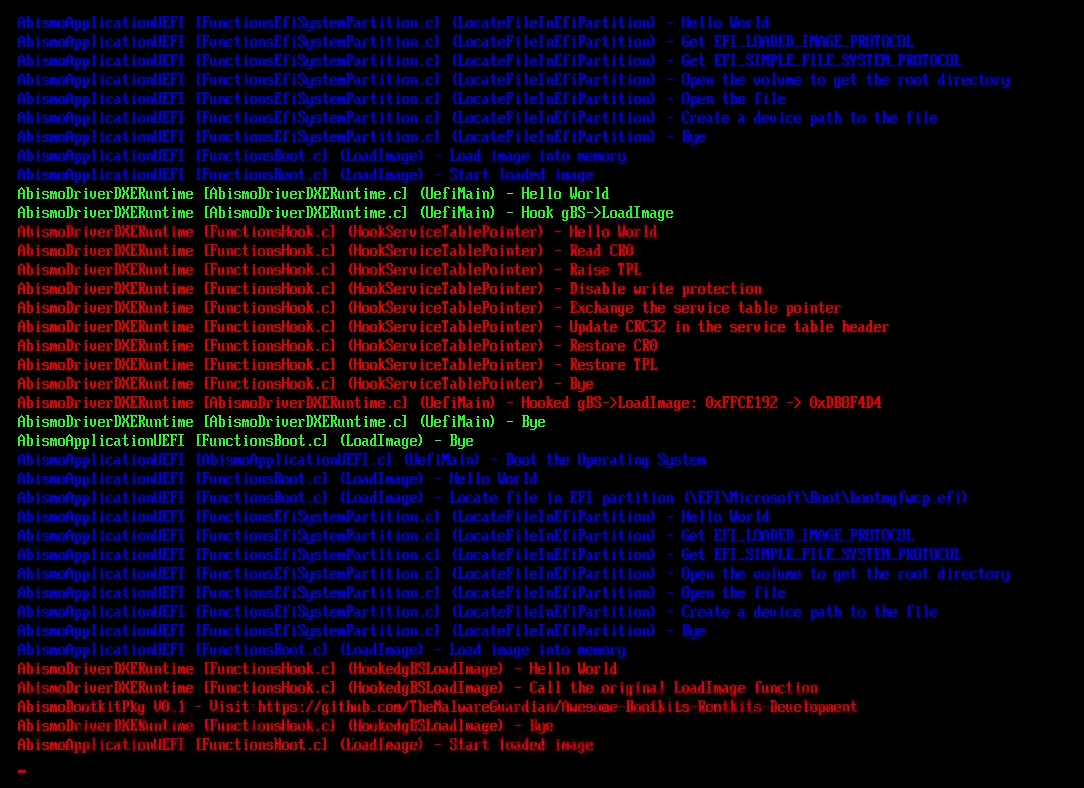 AbismoApplicationUEFI [FunctionsEfiSystemPartition.c] (LocateFileInEfiPartition) - Hello World
AbismoApplicationUEFI [FunctionsEfiSystemPartition.c] (LocateFileInEfiPartition) - Get EFI_LOADED_IMAGE_PROTOCOL
AbismoApplicationUEFI [FunctionsEfiSystemPartition.c] (LocateFileInEfiPartition) - Get EFI_SIMPLE_FILE_SYSTEM_PROTOCOL
AbismoApplicationUEFI [FunctionsEfiSystemPartition.c] (LocateFileInEfiPartition) - Open the volume to get the root directory
AbismoApplicationUEFI [FunctionsEfiSystemPartition.c] (LocateFileInEfiPartition) - Open the file
AbismoApplicationUEFI [FunctionsEfiSystemPartition.c] (LocateFileInEfiPartition) - Create a device path to the file
AbismoApplicationUEFI [FunctionsEfiSystemPartition.c] (LocateFileInEfiPartition) - Bye
AbismoApplicationUEFI [FunctionsBoot.c] (LoadImage) - Load image into memory
AbismoApplicationUEFI [FunctionsBoot.c] (LoadImage) - Start loaded image
AbismoDriverDXERuntime [AbismoDriverDXERuntime.c] (UefiMain) - Hello World
AbismoDriverDXERuntime [AbismoDriverDXERuntime.c] (UefiMain) - Hook gBS->LoadImage
AbismoDriverDXERuntime [FunctionsHook.c] (HookServiceTablePointer) - Hello World
AbismoDriverDXERuntime [FunctionsHook.c] (HookServiceTablePointer) - Read CR0
AbismoDriverDXERuntime [FunctionsHook.c] (HookServiceTablePointer) - Raise TPL
AbismoDriverDXERuntime [FunctionsHook.c] (HookServiceTablePointer) - Disable write protection
AbismoDriverDXERuntime [FunctionsHook.c] (HookServiceTablePointer) - Exchange the service table pointer
AbismoDriverDXERuntime [FunctionsHook.c] (HookServiceTablePointer) - Update CRC32 in the service table header
AbismoDriverDXERuntime [FunctionsHook.c] (HookServiceTablePointer) - Restore CR0
AbismoDriverDXERuntime [FunctionsHook.c] (HookServiceTablePointer) - Restore TPL
AbismoDriverDXERuntime [FunctionsHook.c] (HookServiceTablePointer) - Bye
AbismoDriverDXERuntime [AbismoDriverDXERuntime.c] (UefiMain) - Hooked gBS->LoadImage: 0xFFCE192 -> 0xDB8F4D4
AbismoDriverDXERuntime [AbismoDriverDXERuntime.c] (UefiMain) - Bye
AbismoApplicationUEFI [FunctionsBoot.c] (LoadImage) - Bye
AbismoApplicationUEFI [AbismoApplicationUEFI.c] (UefiMain) - Boot the Operating System
AbismoApplicationUEFI [FunctionsBoot.c] (LoadImage) - Hello World
AbismoApplicationUEFI [FunctionsBoot.c] (LoadImage) - Locate file in EFI partition (\EFI\Microsoft\Boot\bootmgfwcp.efi)
AbismoApplicationUEFI [FunctionsEfiSystemPartition.c] (LocateFileInEfiPartition) - Hello World
AbismoApplicationUEFI [FunctionsEfiSystemPartition.c] (LocateFileInEfiPartition) - Get EFI_LOADED_IMAGE_PROTOCOL
AbismoApplicationUEFI [FunctionsEfiSystemPartition.c] (LocateFileInEfiPartition) - Get EFI_SIMPLE_FILE_SYSTEM_PROTOCOL
AbismoApplicationUEFI [FunctionsEfiSystemPartition.c] (LocateFileInEfiPartition) - Open the volume to get the root directory
AbismoApplicationUEFI [FunctionsEfiSystemPartition.c] (LocateFileInEfiPartition) - Open the file
AbismoApplicationUEFI [FunctionsEfiSystemPartition.c] (LocateFileInEfiPartition) - Create a device path to the file
AbismoApplicationUEFI [FunctionsEfiSystemPartition.c] (LocateFileInEfiPartition) - Bye
AbismoApplicationUEFI [FunctionsBoot.c] (LoadImage) - Load image into memory
AbismoDriverDXERuntime [FunctionsHook.c] (HookedgBSLoadImage) - Hello World
AbismoDriverDXERuntime [FunctionsHook.c] (HookedgBSLoadImage) - Call the original LoadImage function
AbismoBootkitPkg V0.1 - Visit https://github.com/TheMalwareGuardian/Awesome-Bootkits-Rootkits-Development
AbismoDriverDXERuntime [FunctionsHook.c] (HookedgBSLoadImage) - Bye
AbismoApplicationUEFI [FunctionsBoot.c] (LoadImage) - Start loaded image